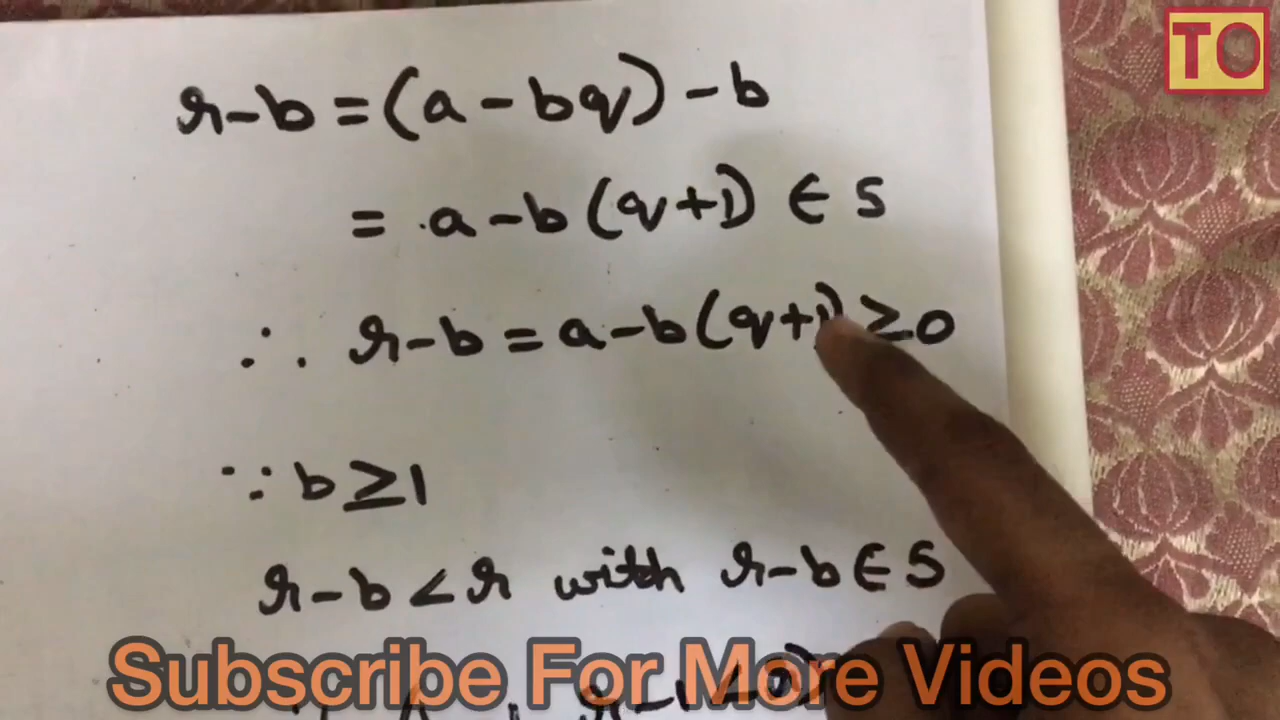 TO
r-b = (a - bq) - b
= a - b (q+1) ∈ S
∴ r-b = a-b(q+1) ≥0
∵ b ≥1
r-b < r with r-b ∈ S
Subscribe For More Videos